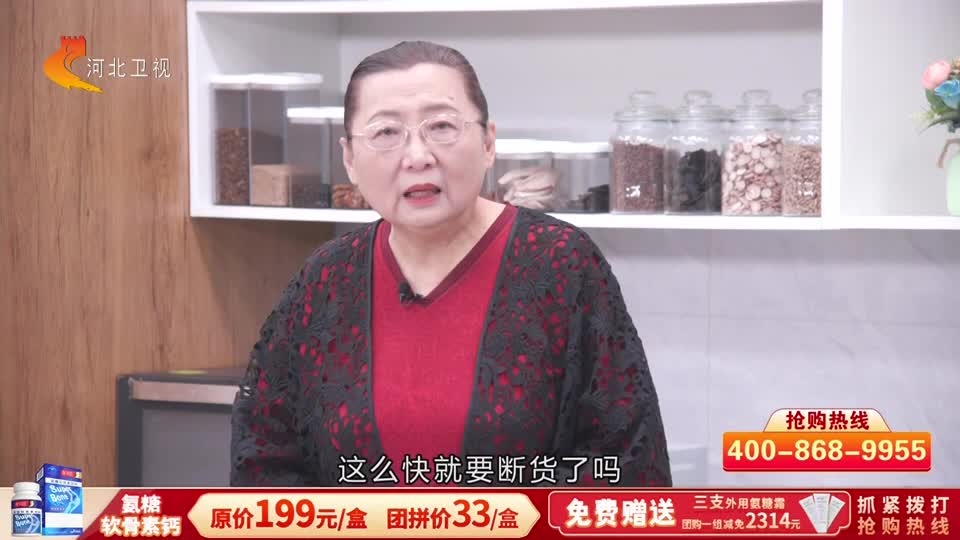 河北卫视
抢购热线
400-868-9955
这么快就要断货了吗
Super
Bone
氨糖
软骨素钙
原价199元/盒
团拼价33/盒
免费赠送
三支外用氨糖霜
团购一组减免2314元
抓紧拨打
抢购热线